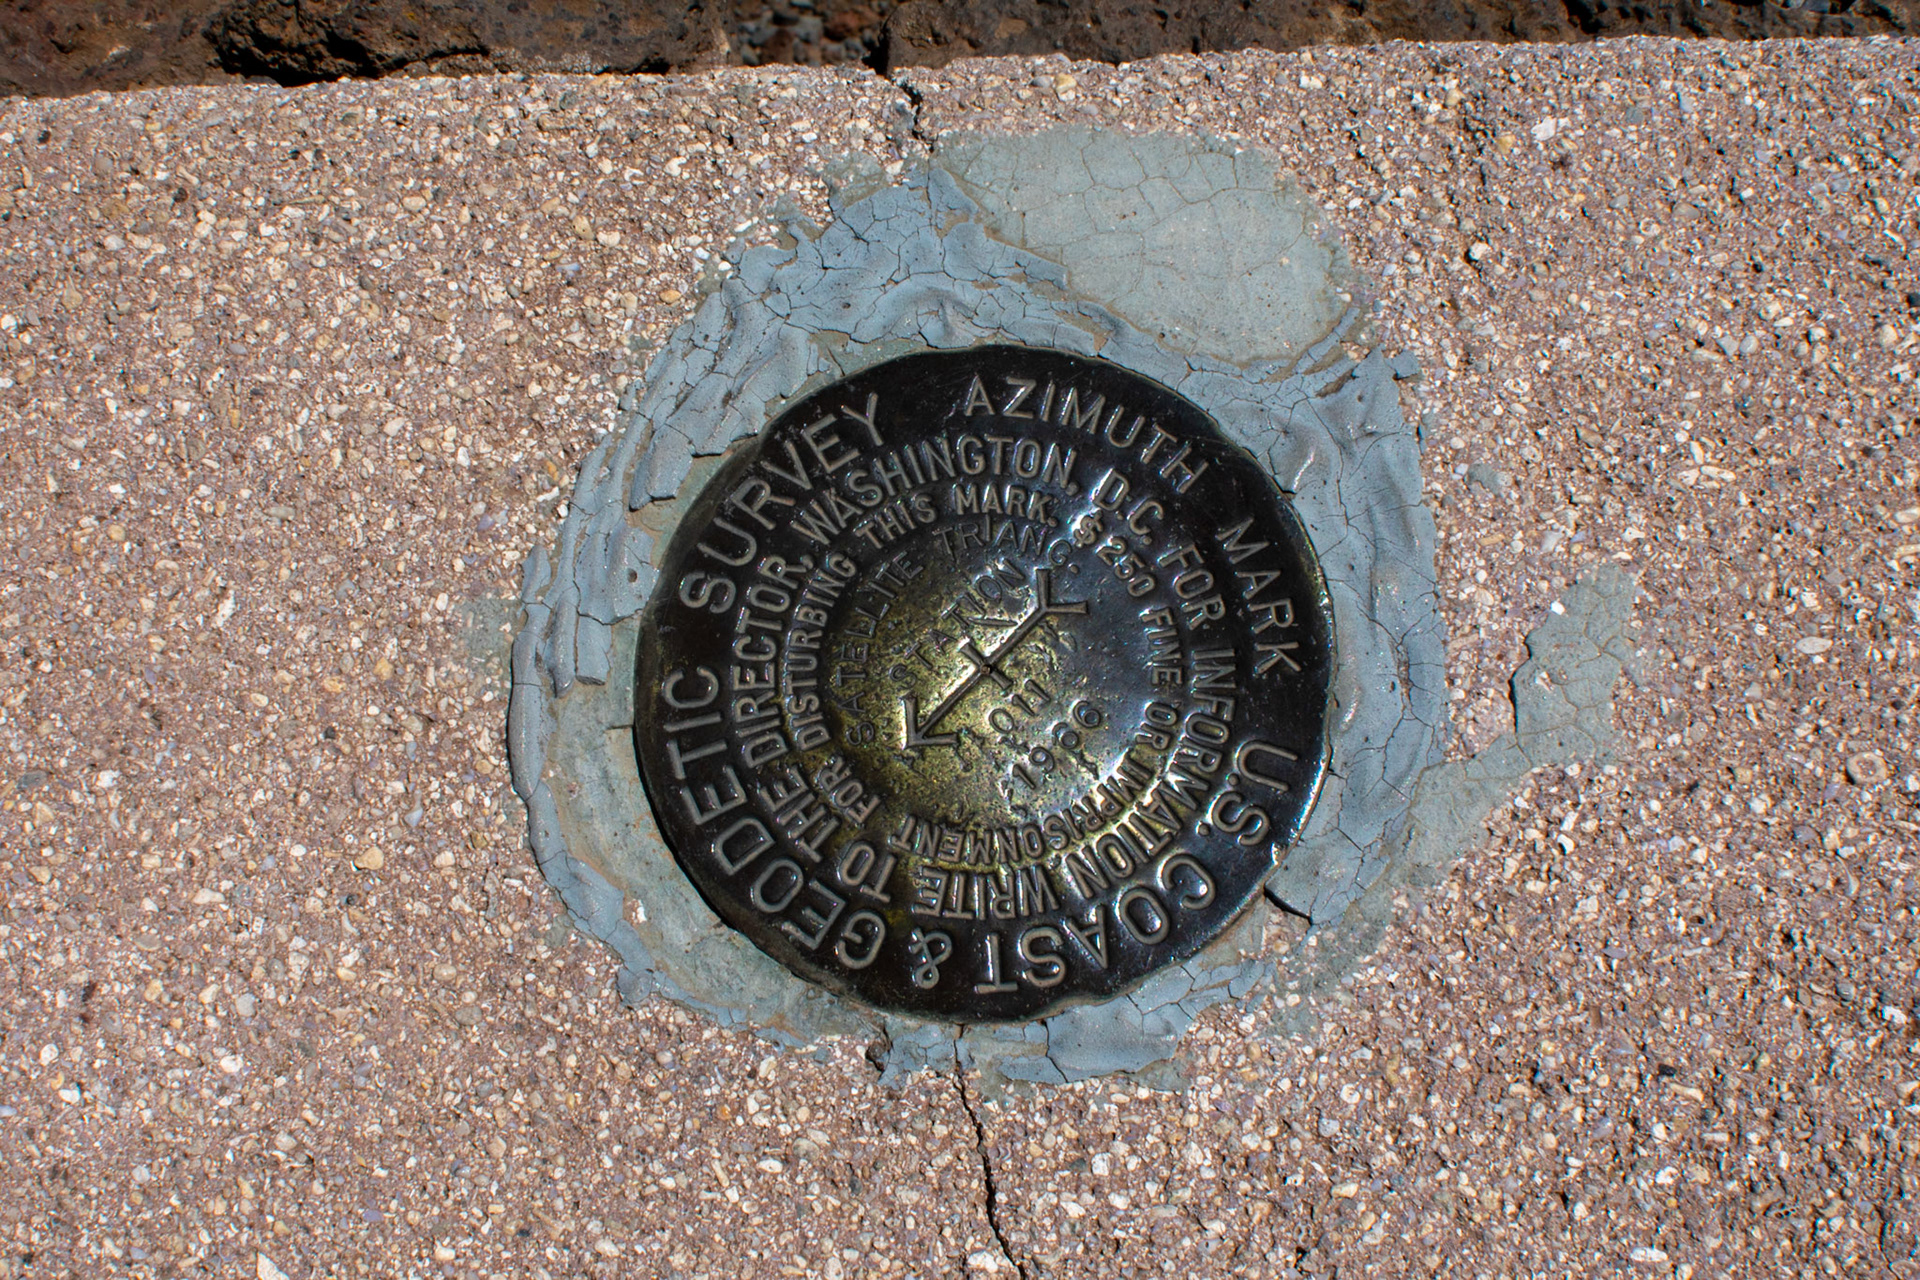 U.S. COAST & GEODETIC SURVEY
AZIMUTH MARK
FOR INFORMATION WRITE TO THE DIRECTOR, WASHINGTON, D.C.
$250 FINE OR IMPRISONMENT FOR DISTURBING THIS MARK.
SATELLITE TRIANG.
STATION
011
1966